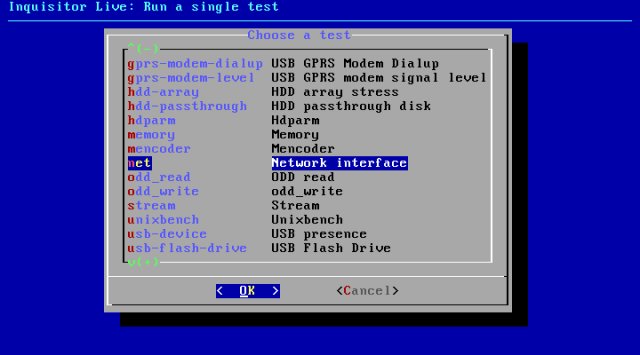 Inquisitor Live: Run a single test
Choose a test
^(-)
gprs-modem-dialup USB GPRS Modem Dialup
gprs-modem-level USB GPRS modem signal level
hdd-array HDD array stress
hdd-passthrough HDD passthrough disk
hdparm Hdparm
memory Memory
mencoder Mencoder
net Network interface
odd_read ODD read
odd_write odd_write
stream Stream
unixbench Unixbench
usb-device USB presence
usb-flash-drive USB Flash Drive
v(+)
< OK > <Cancel>